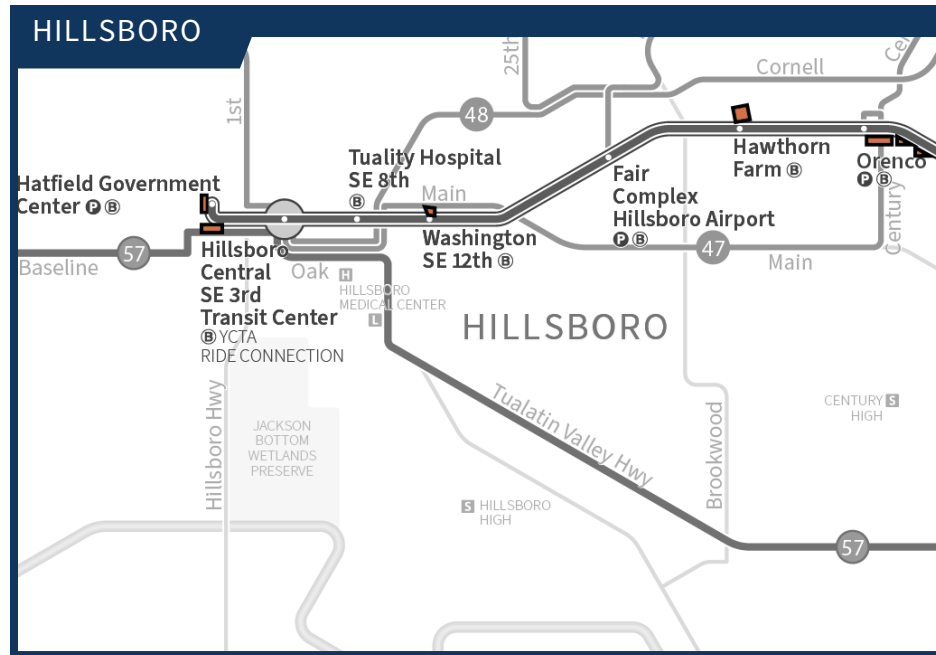 HILLSBORO
25th
Cornell
1st
48
Hawthorn
Farm B
Orenco
P B
Tuality Hospital
SE 8th
B
Main
Fair
Complex
Hillsboro Airport
P B
Hatfield Government
Center P B
Century
57
Baseline
Washington
SE 12th B
47
Main
Hillsboro
Central
SE 3rd
Transit Center
B YCTA
RIDE CONNECTION
Oak
H
HILLSBORO
MEDICAL CENTER
L
HILLSBORO
Hillsboro Hwy
JACKSON
BOTTOM
WETLANDS
PRESERVE
Tualatin Valley Hwy
Brookwood
CENTURY S
HIGH
S HILLSBORO
HIGH
57